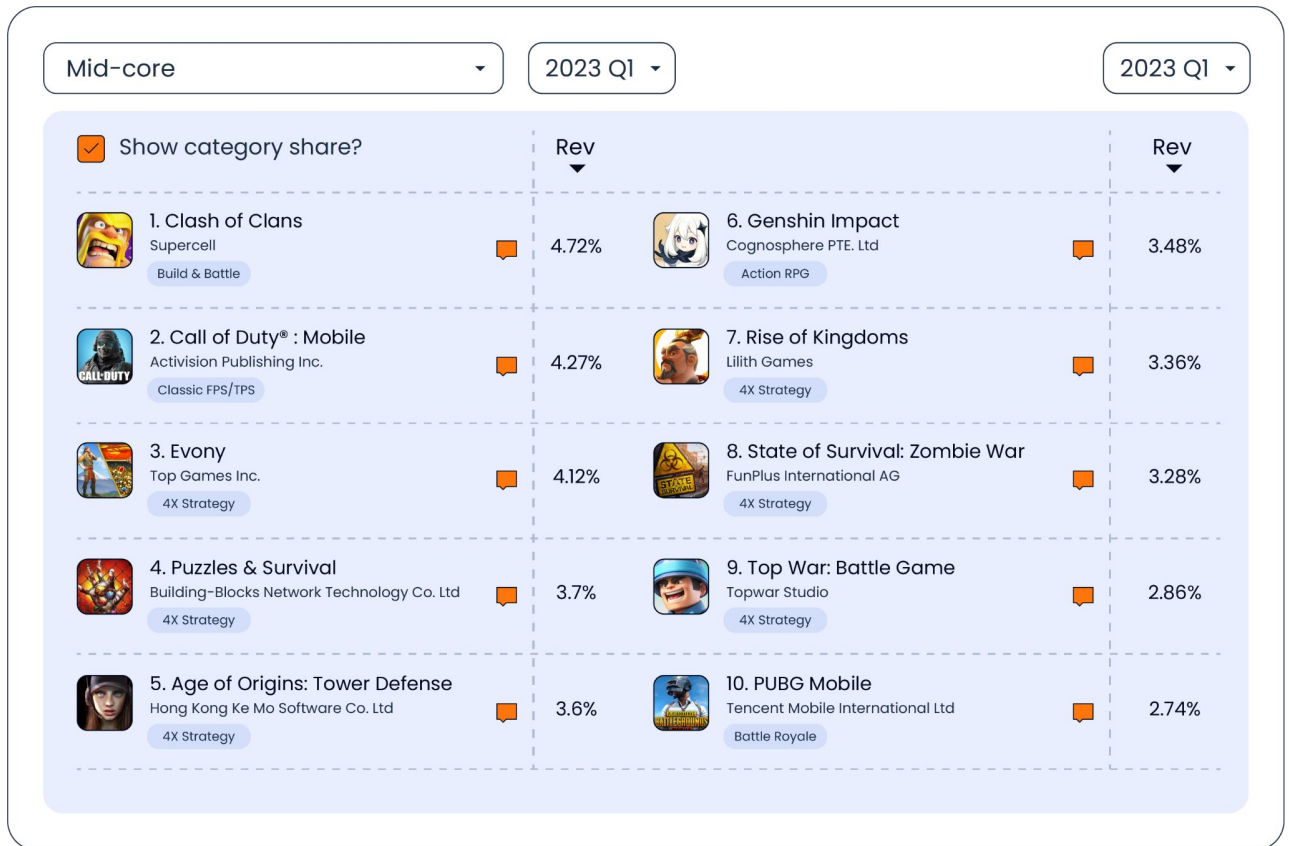 Mid-core
2023 Q1
2023 Q1
Show category share?
Rev
Rev
1. Clash of Clans
Supercell
Build & Battle
4.72%
2. Call of Duty® : Mobile
Activision Publishing Inc.
Classic FPS/TPS
CALL·DUTY
4.27%
3. Evony
Top Games Inc.
4X Strategy
4.12%
4. Puzzles & Survival
Building-Blocks Network Technology Co. Ltd
4X Strategy
3.7%
5. Age of Origins: Tower Defense
Hong Kong Ke Mo Software Co. Ltd
4X Strategy
3.6%
6. Genshin Impact
Cognosphere PTE. Ltd
Action RPG
3.48%
7. Rise of Kingdoms
Lilith Games
4X Strategy
3.36%
8. State of Survival: Zombie War
FunPlus International AG
4X Strategy
STATE
SURVIVAL
3.28%
9. Top War: Battle Game
Topwar Studio
4X Strategy
2.86%
10. PUBG Mobile
Tencent Mobile International Ltd
Battle Royale
BATTLEGROUNDS
2.74%